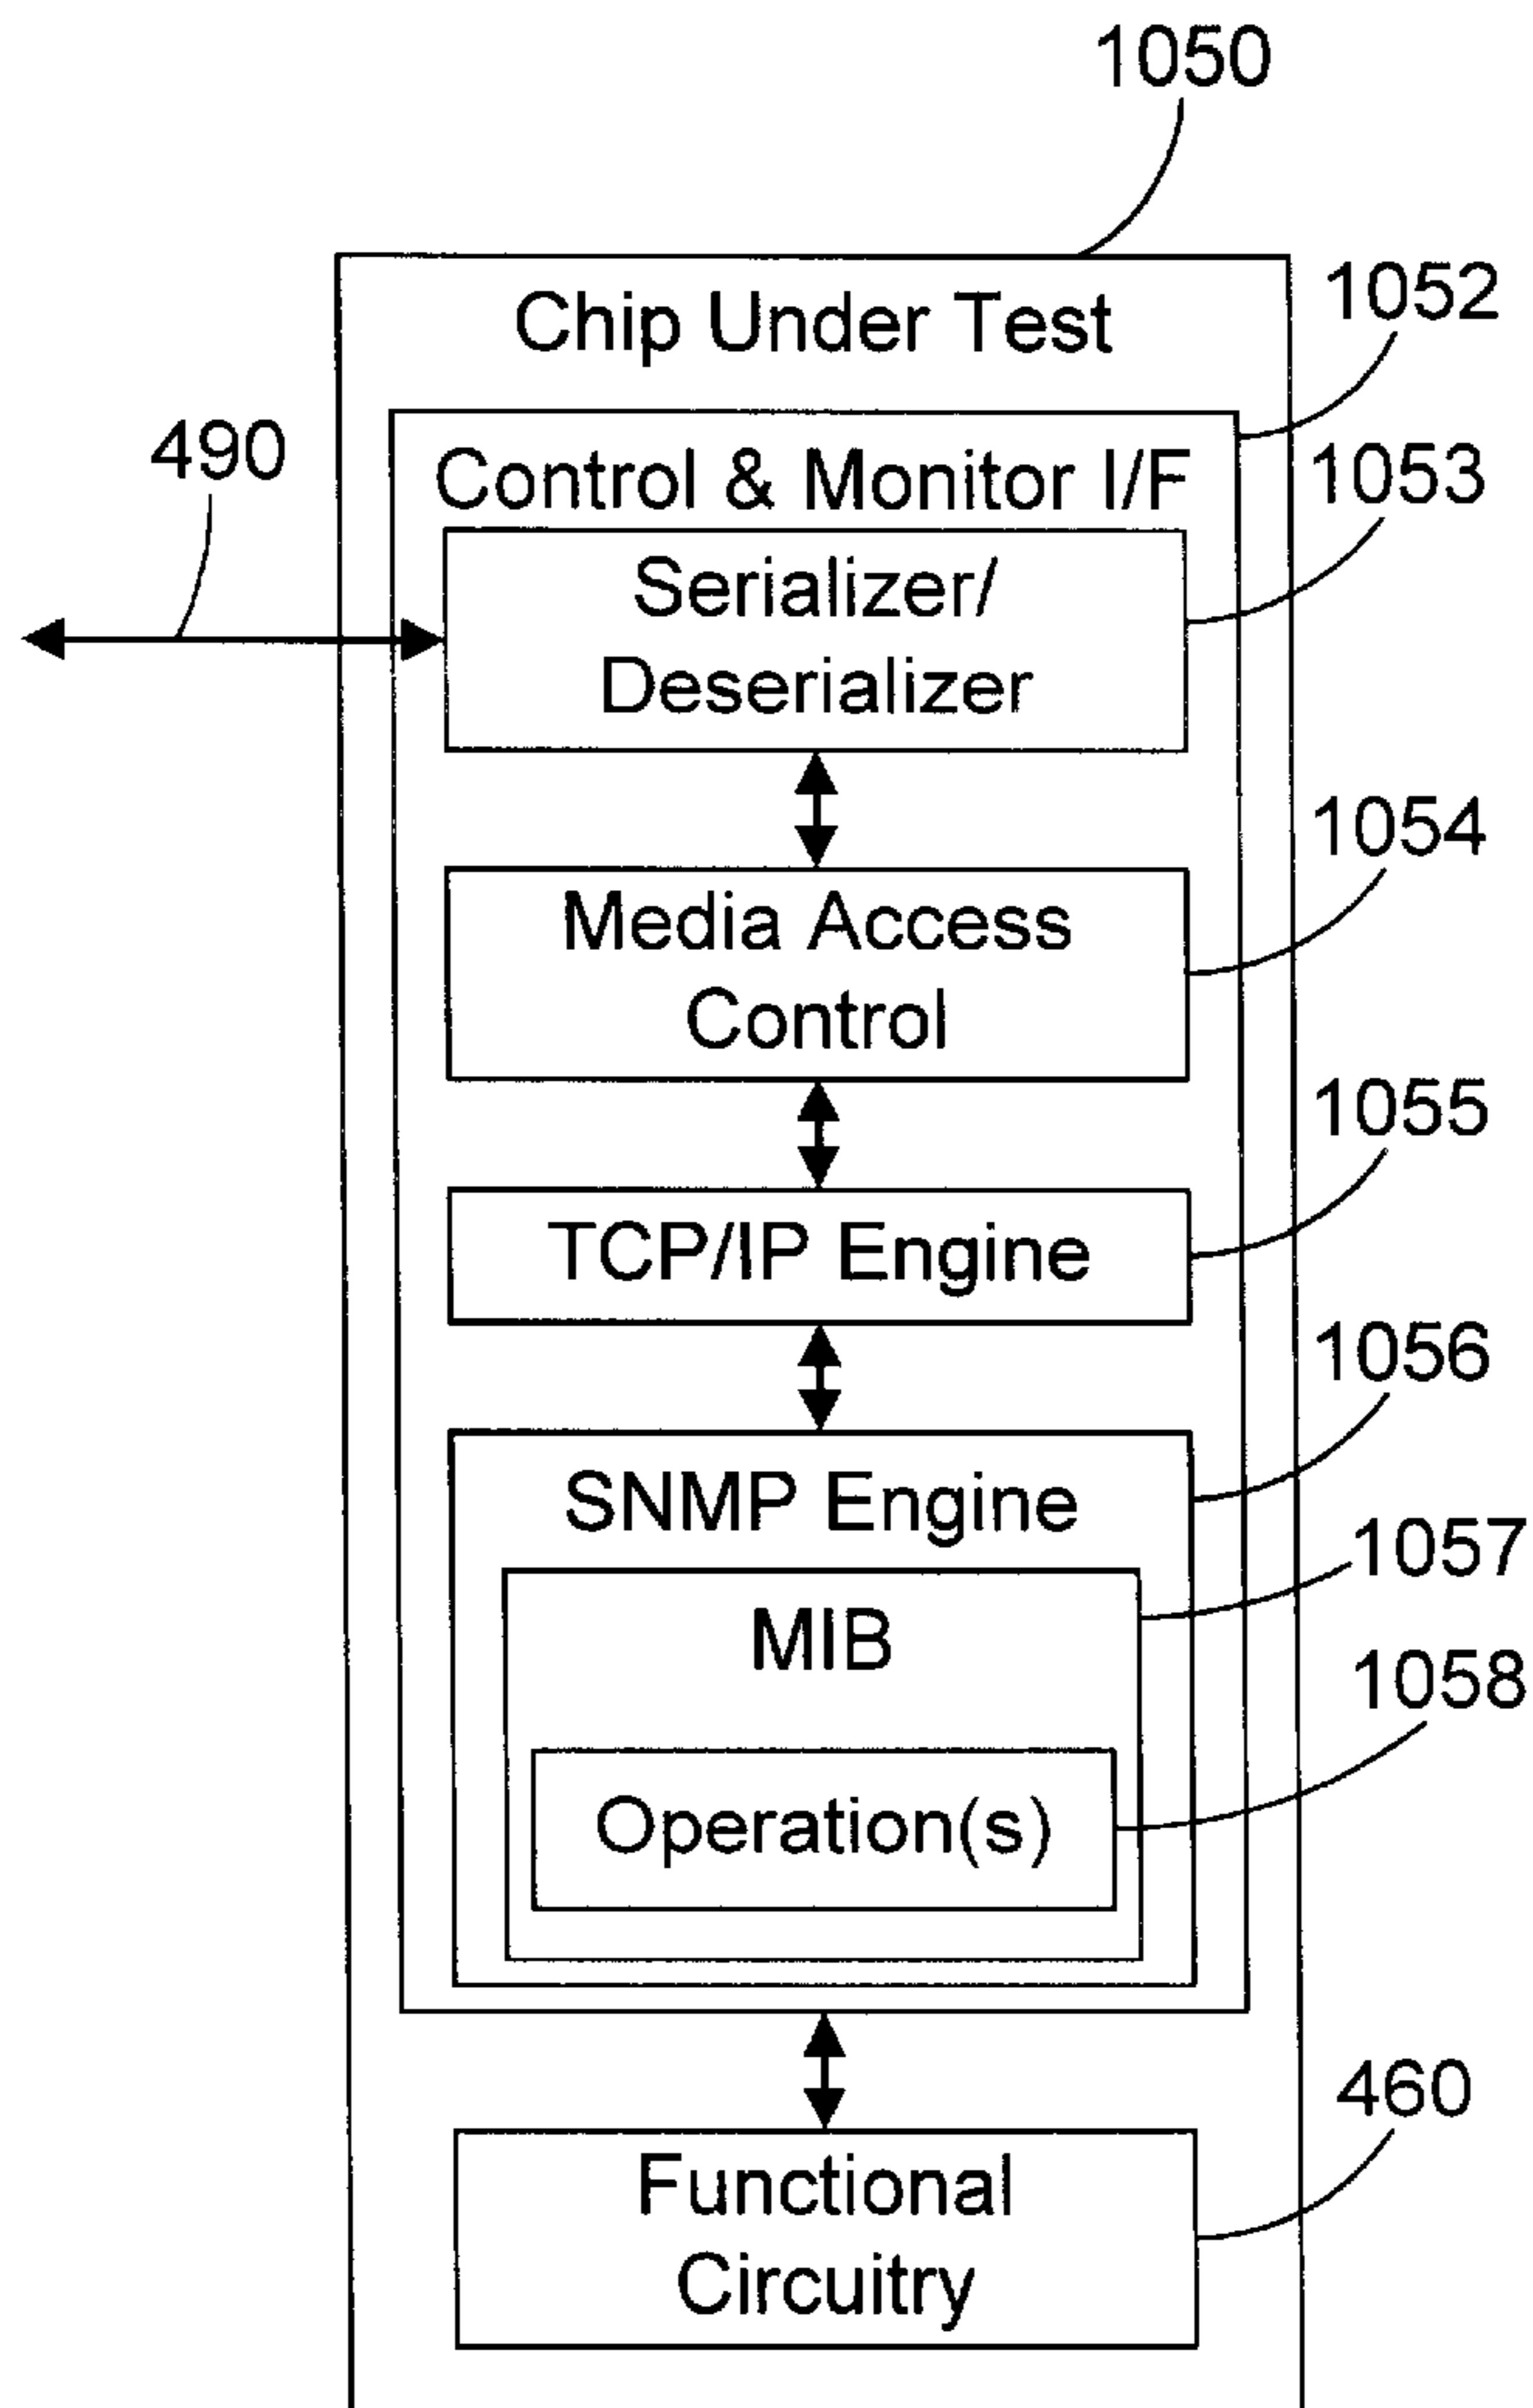 1050
Chip Under Test
1052
490
Control & Monitor I/F
1053
Serializer/
Deserializer
1054
Media Access
Control
1055
TCP/IP Engine
1056
SNMP Engine
1057
MIB
1058
Operation(s)
460
Functional
Circuitry